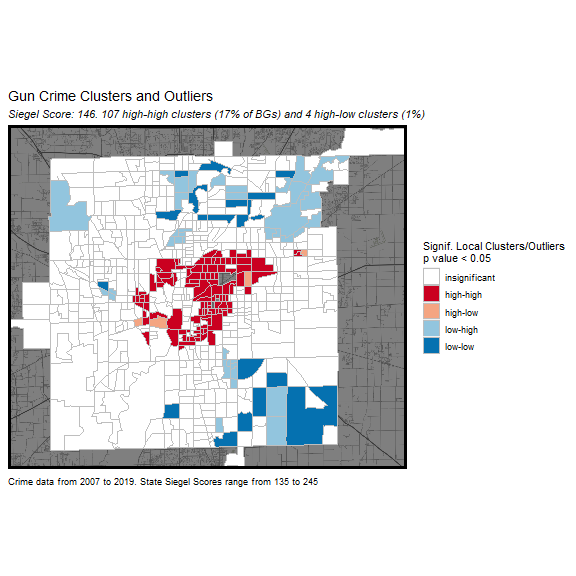 Gun Crime Clusters and Outliers
Siegel Score: 146. 107 high-high clusters (17% of BGs) and 4 high-low clusters (1%)
Signif. Local Clusters/Outliers
p value < 0.05
insignificant
high-high
high-low
low-high
low-low
Crime data from 2007 to 2019. State Siegel Scores range from 135 to 245